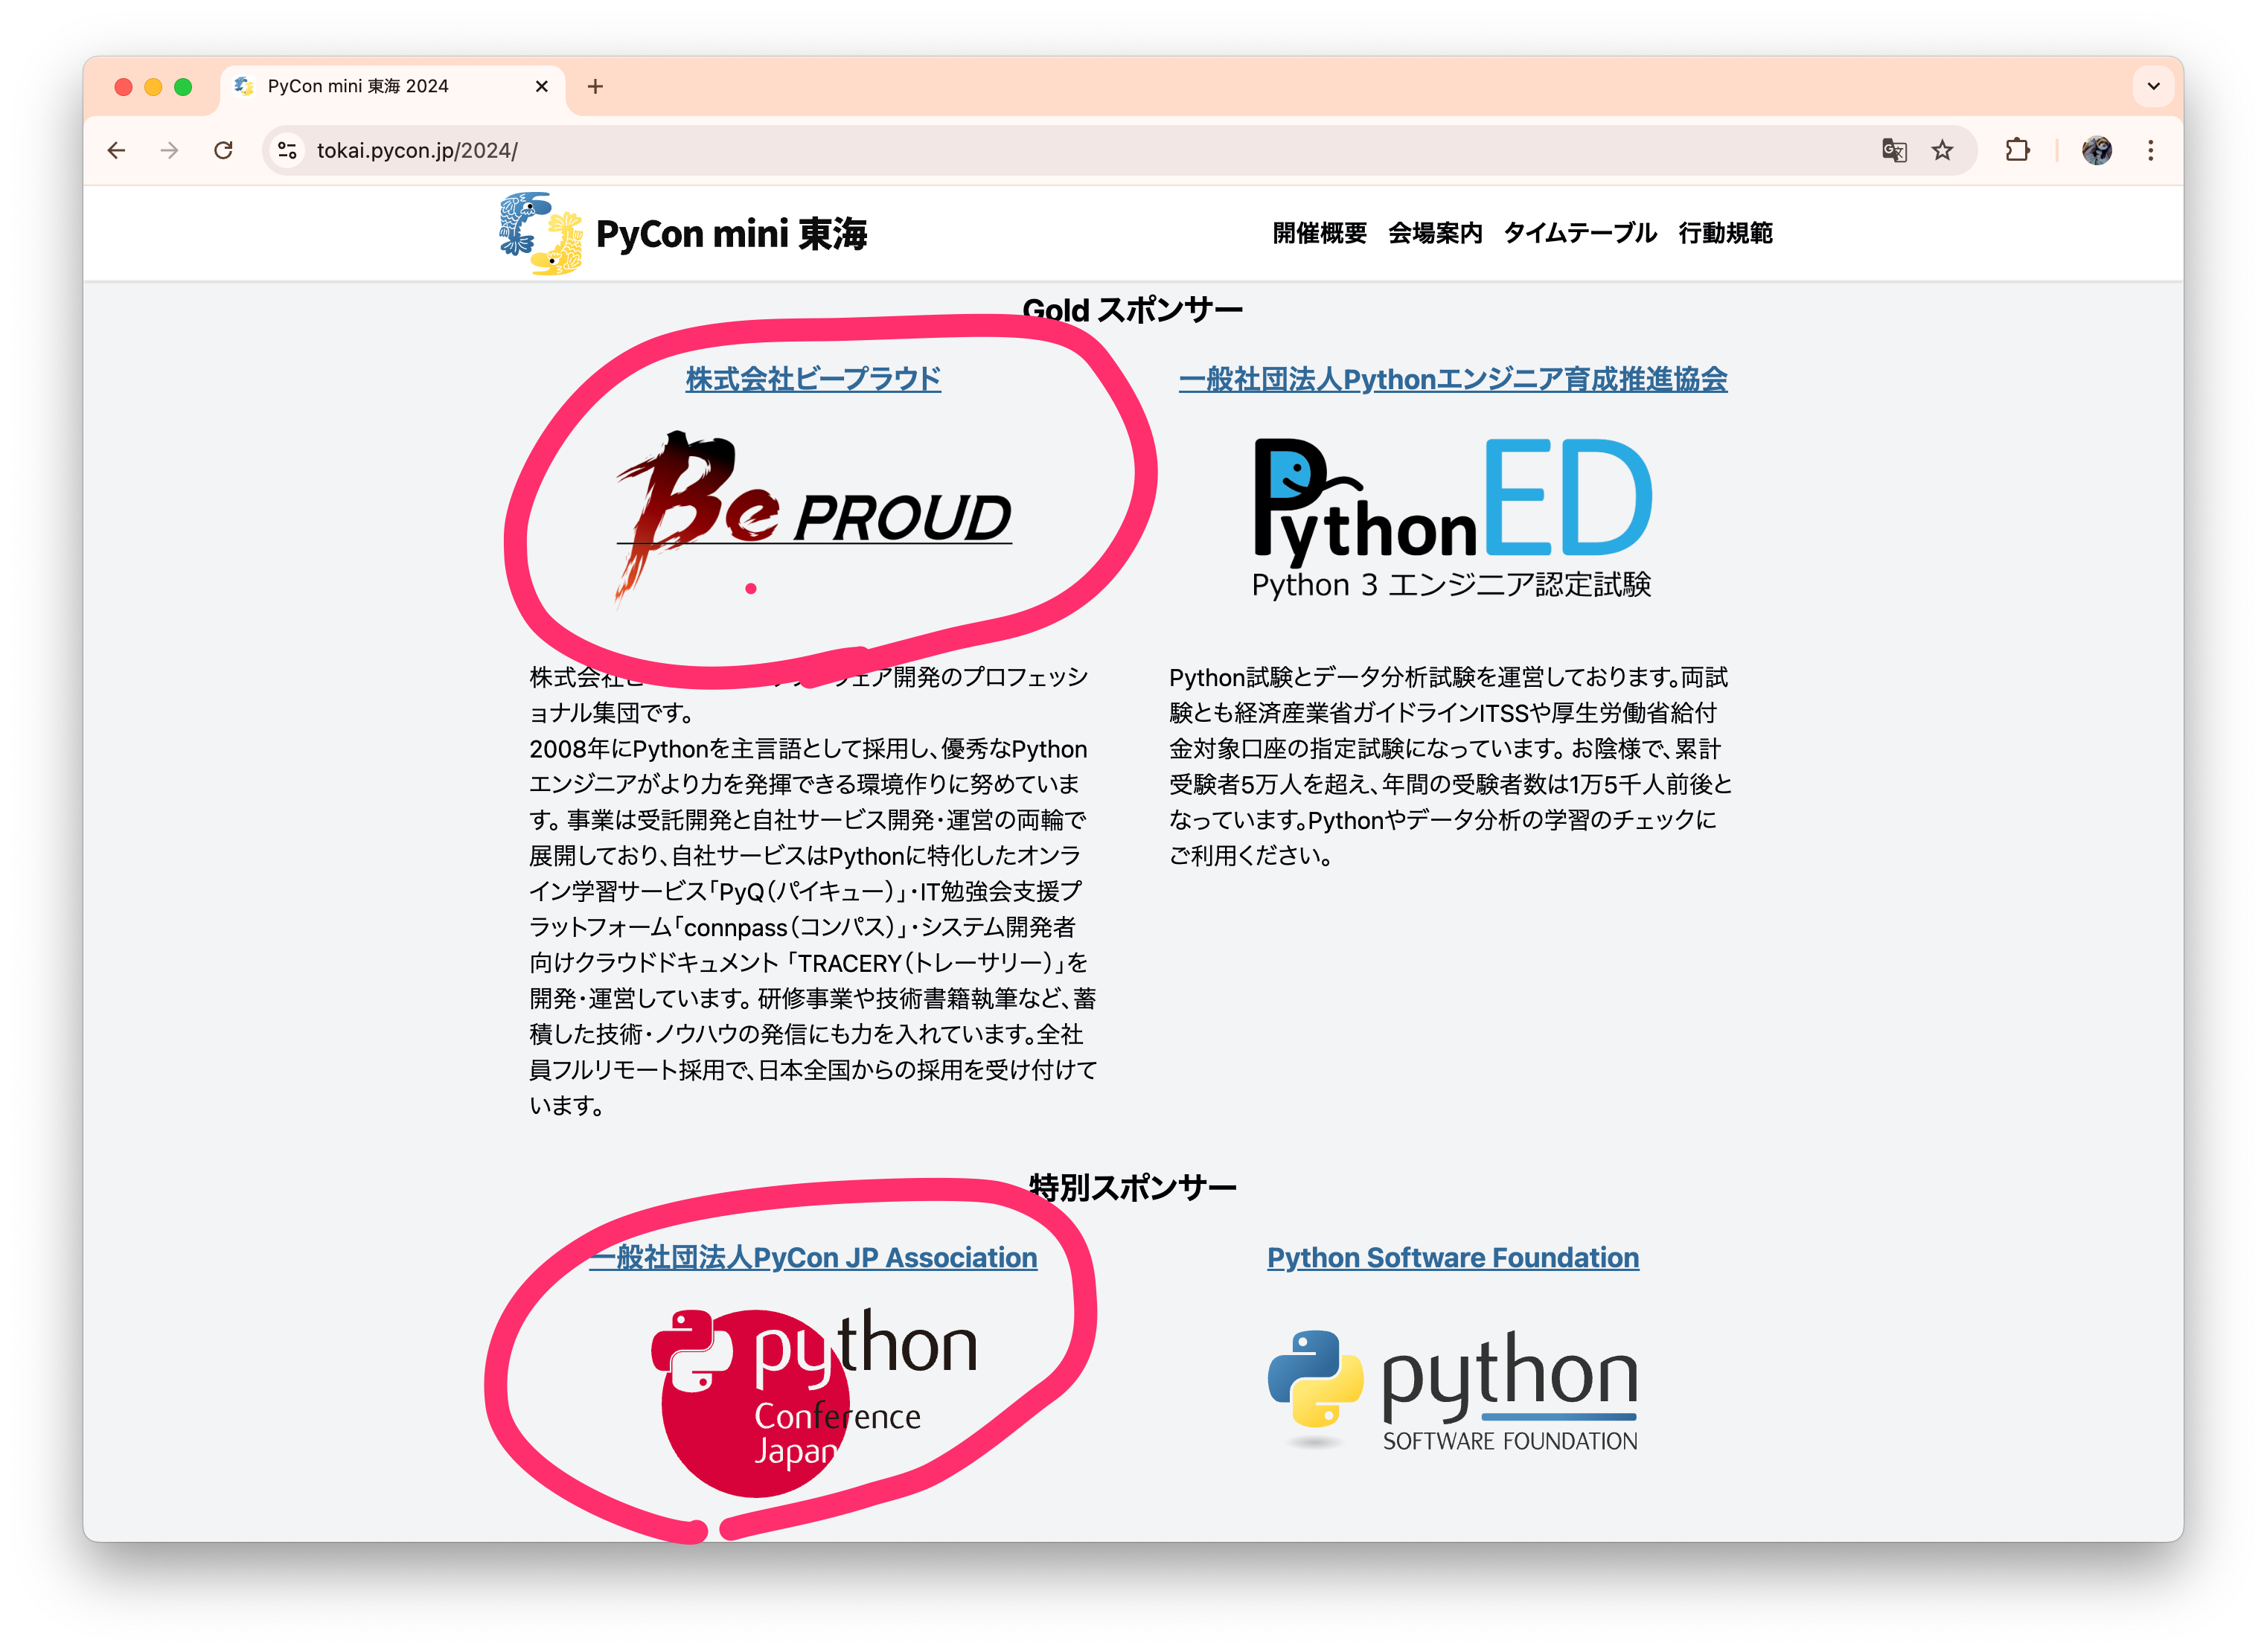 PyCon mini 東海 2024
tokai.pycon.jp/2024/
PyCon mini 東海
開催概要 会場案内 タイムテーブル 行動規範
Gold スポンサー
株式会社ビープラウド
Be PROUD
株式会社ビ ウェア開発のプロフェッシ
ョナル集団です。
2008年にPythonを主言語として採用し、優秀なPython
エンジニアがより力を発揮できる環境作りに努めていま
す。 事業は受託開発と自社サービス開発・運営の両輪で
展開しており、自社サービスはPythonに特化したオンラ
イン学習サービス「PyQ（パイキュー）」・IT勉強会支援プ
ラットフォーム「connpass（コンパス）」・システム開発者
向けクラウドドキュメント 「TRACERY（トレーサリー）」を
開発・運営しています。 研修事業や技術書籍執筆など、蓄
積した技術・ノウハウの発信にも力を入れています。全社
員フルリモート採用で、日本全国からの採用を受け付けて
います。
一般社団法人Pythonエンジニア育成推進協会
PythonED
Python 3 エンジニア認定試験
Python試験とデータ分析試験を運営しております。両試
験とも経済産業省ガイドラインITSSや厚生労働省給付
金対象口座の指定試験になっています。 お陰様で、累計
受験者5万人を超え、年間の受験者数は1万5千人前後と
なっています。Pythonやデータ分析の学習のチェックに
ご利用ください。
特別スポンサー
一般社団法人PyCon JP Association
python
Conference
Japan
Python Software Foundation
python
SOFTWARE FOUNDATION